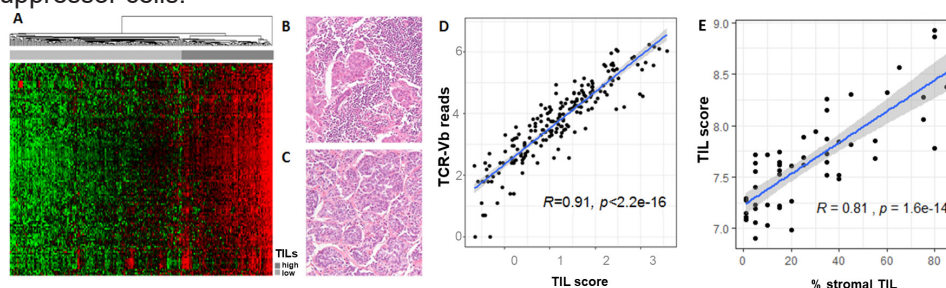 uppressor cells.
A
TILs
high
low
B
C
D
TCR-Vb reads
6
4
2
0
R=0.91, p<2.2e-16
0 1 2 3
TIL score
E
TIL score
9.0
8.5
8.0
7.5
7.0
R = 0.81 , p = 1.6e-14
0 20 40 60 80
% stromal TIL